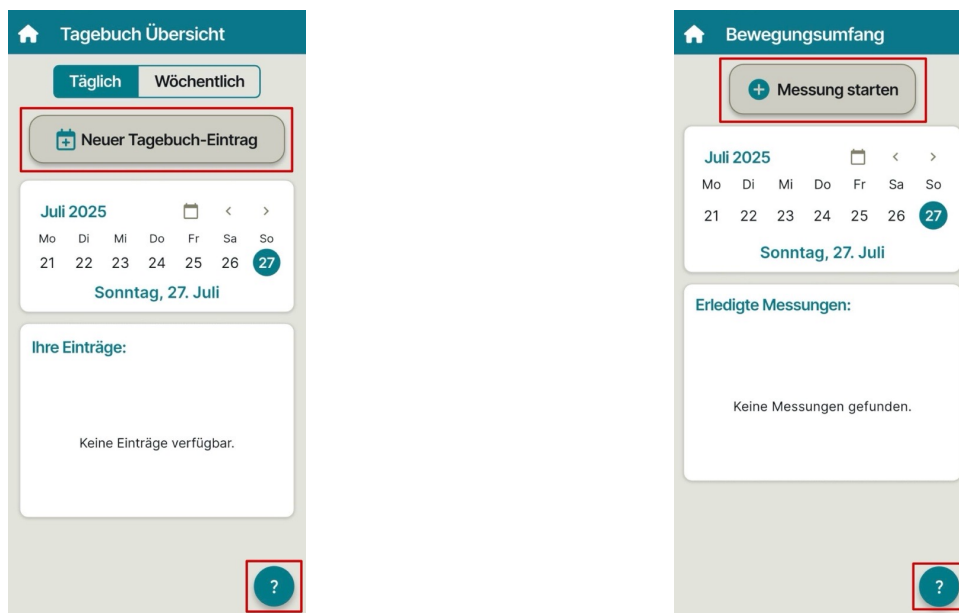 Tagebuch Übersicht
Täglich Wöchentlich
Neuer Tagebuch-Eintrag
Juli 2025
Mo Di Mi Do Fr Sa So
21 22 23 24 25 26 27
Sonntag, 27. Juli
Ihre Einträge:
Keine Einträge verfügbar.
?
Bewegungsumfang
Messung starten
Juli 2025
Mo Di Mi Do Fr Sa So
21 22 23 24 25 26 27
Sonntag, 27. Juli
Erledigte Messungen:
Keine Messungen gefunden.
?